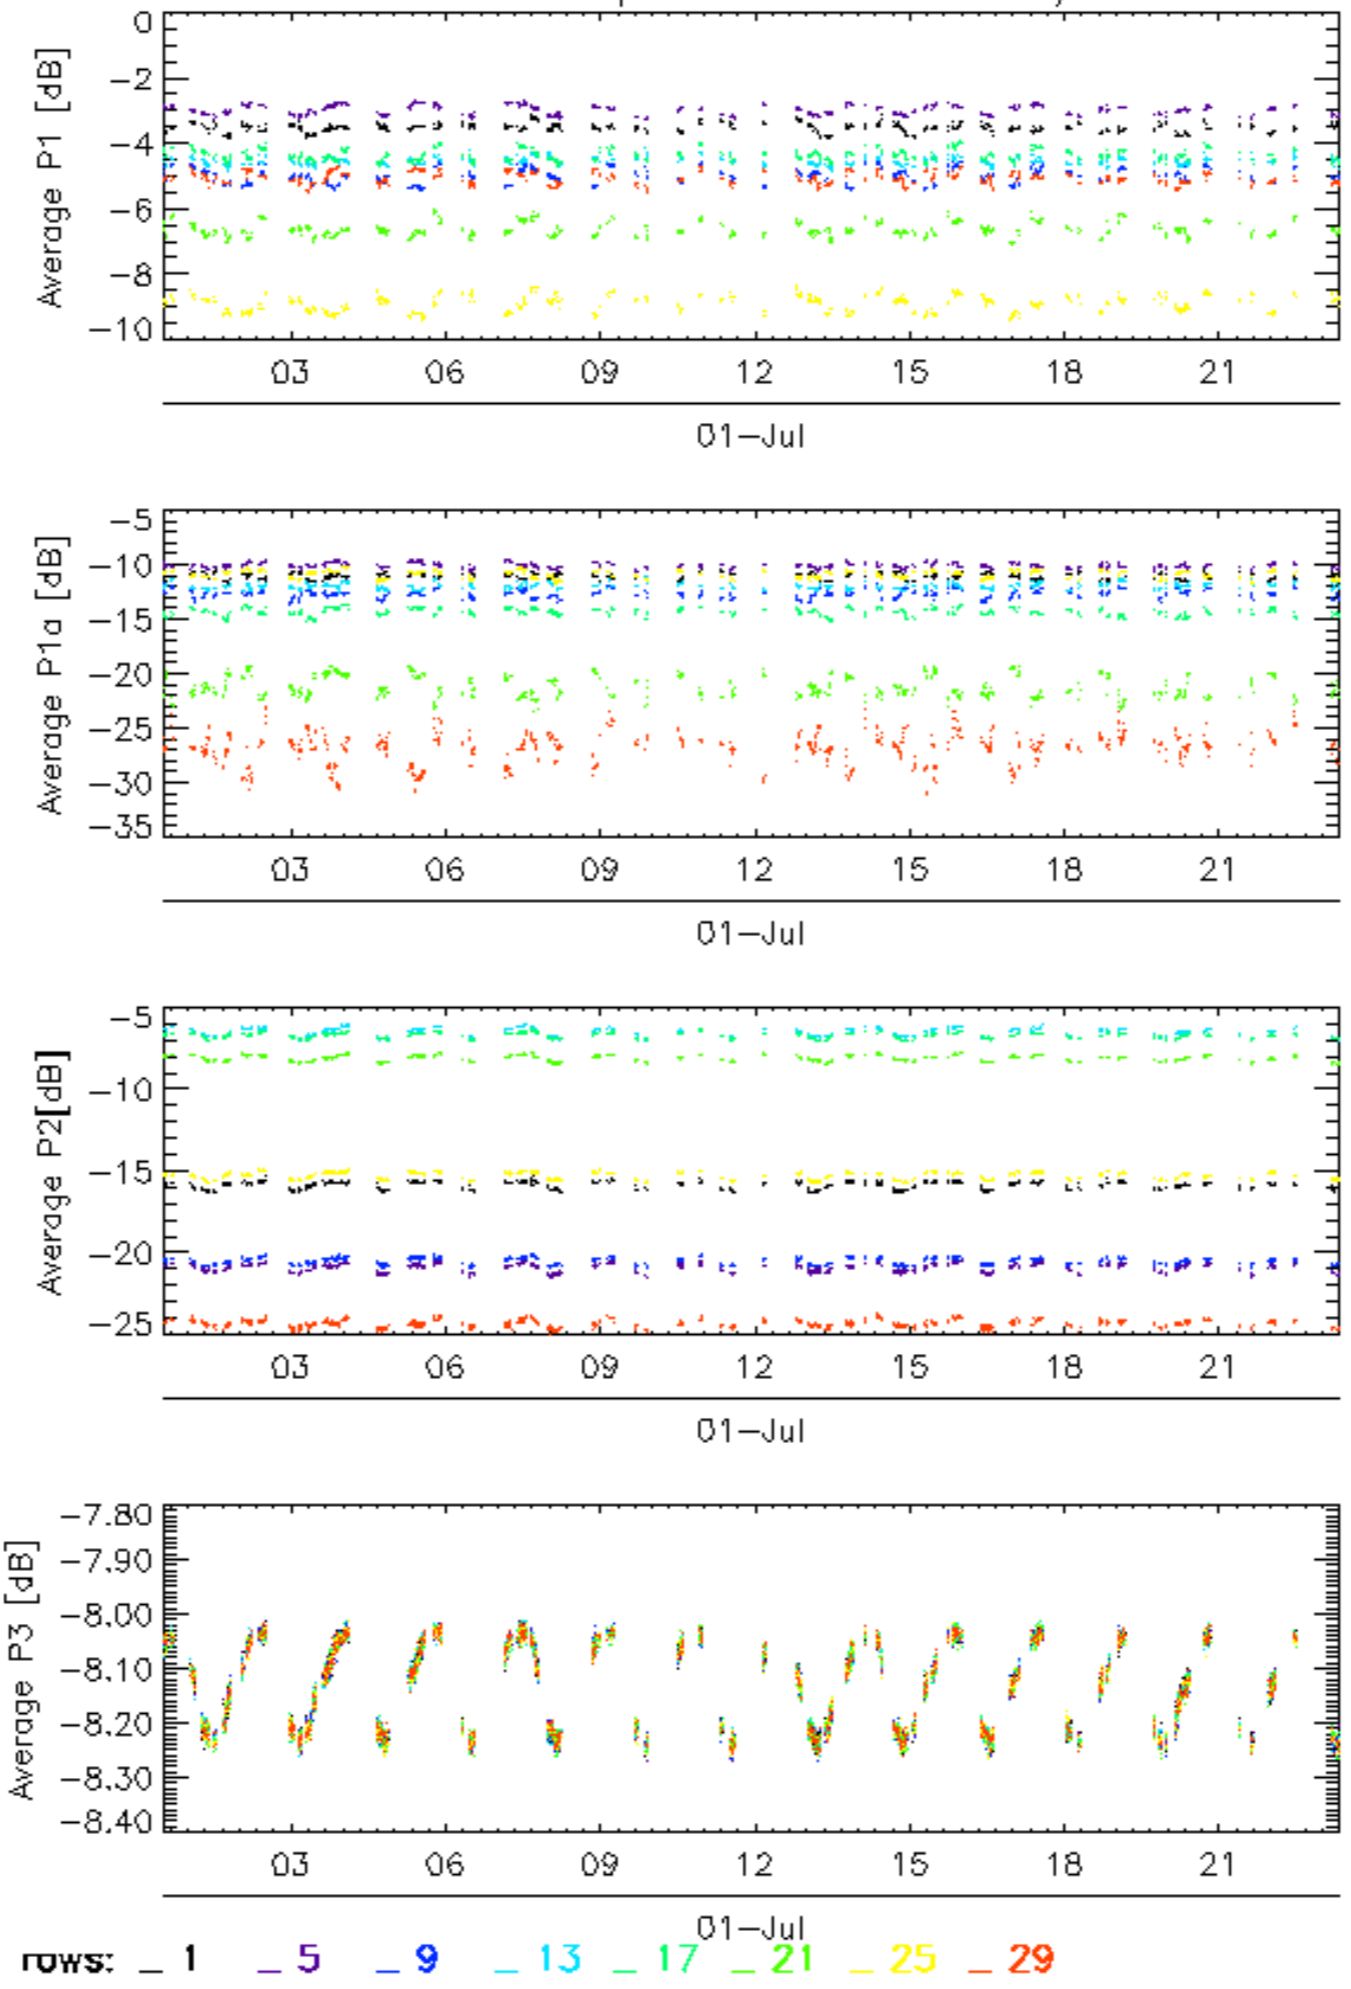 0
−2
−4
−6
−8
−10
Average P1 [dB]
03 06 09 12 15 18 21
01−Jul
−5
−10
−15
−20
−25
−30
−35
Average P1a [dB]
03 06 09 12 15 18 21
01−Jul
−5
−10
−15
−20
−25
Average P2[dB]
03 06 09 12 15 18 21
01−Jul
−7.80
−7.90
−8.00
−8.10
−8.20
−8.30
−8.40
Average P3 [dB]
03 06 09 12 15 18 21
01−Jul
rows: _ 1 _ 5 _ 9 _ 13 _ 17 _ 21 _ 25 _ 29